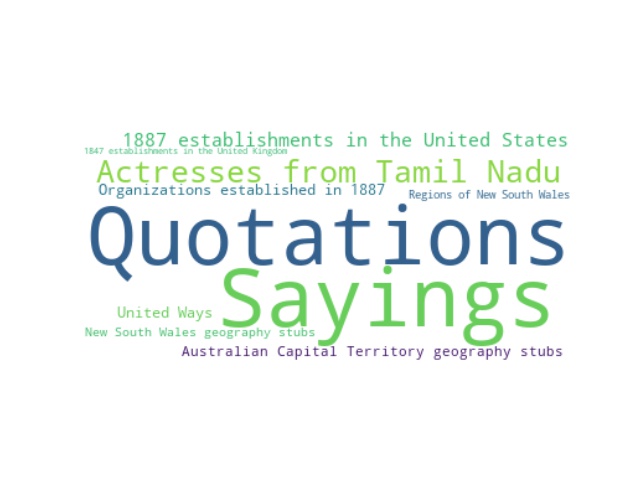 1887 establishments in the United States
1847 establishments in the United Kingdom
Actresses from Tamil Nadu
Organizations established in 1887
Regions of New South Wales
Quotations
Sayings
United Ways
New South Wales geography stubs
Australian Capital Territory geography stubs